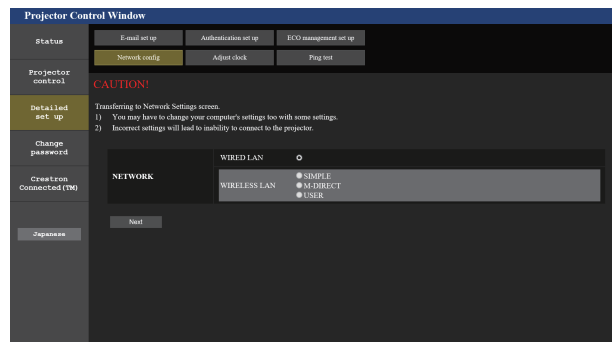 Projector Control Window
Status
E-mail set up
Authentication set up
ECO management set up
Network config
Adjust clock
Ping test
Projector
control
CAUTION!
Detailed
set up
Transferring to Network Settings screen.
1) You may have to change your computer's settings too with some settings.
2) Incorrect settings will lead to inability to connect to the projector.
Change
password
NETWORK
WIRED LAN
WIRELESS LAN
SIMPLE
M-DIRECT
USER
Crestron
Connected(TM)
Next
Japanese